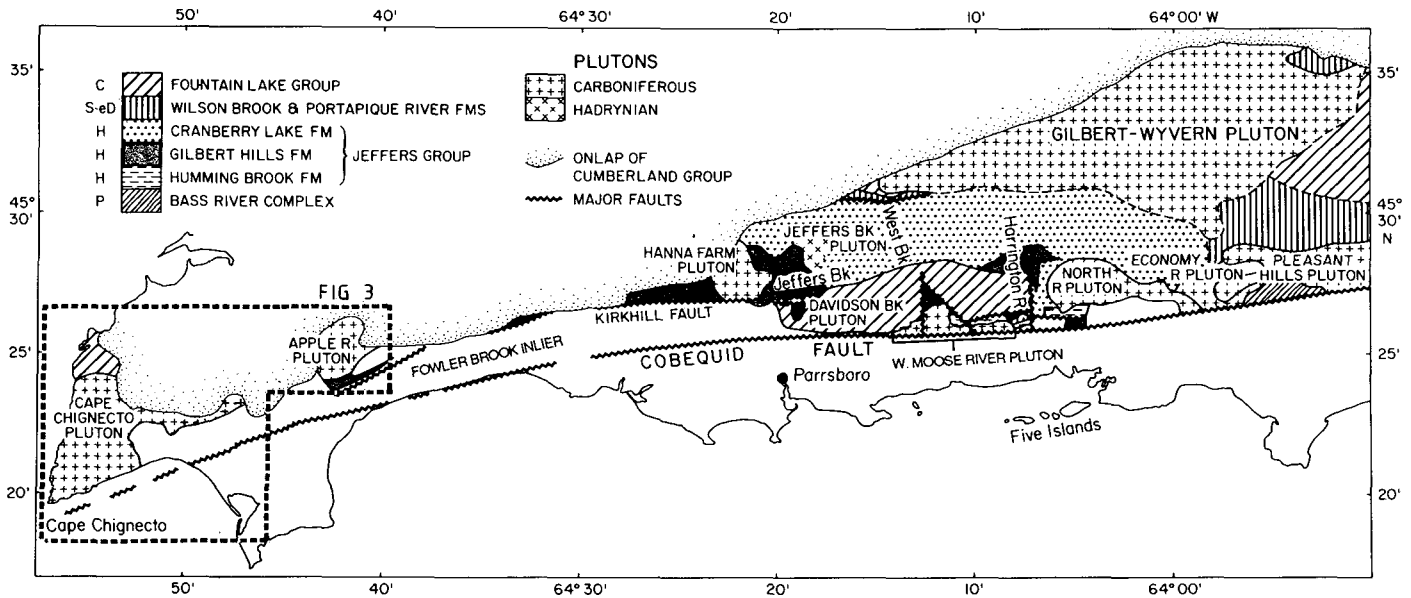 50' 40' 64° 30' 20' 10' 64° 00' W
35' 35'
PLUTONS
C FOUNTAIN LAKE GROUP
S-eD WILSON BROOK & PORTAPIQUE RIVER FMS
H CRANBERRY LAKE FM
H GILBERT HILLS FM
H HUMMING BROOK FM
JEFFERS GROUP
P BASS RIVER COMPLEX
CARBONIFEROUS
HADRYNIAN
ONLAP OF
CUMBERLAND GROUP
MAJOR FAULTS
GILBERT-WYVERN PLUTON
45°
30'
45°
30'
N
West Bk
Harrington R
JEFFERS BK
PLUTON
HANNA FARM
PLUTON
Jeffers Bk
ECONOMY
R PLUTON
PLEASANT
HILLS PLUTON
NORTH
R PLUTON
DAVIDSON BK
PLUTON
KIRKHILL FAULT
FIG 3
APPLE R
PLUTON
FOWLER BROOK INLIER
COBEQUID FAULT
W. MOOSE RIVER PLUTON
25' 25'
Parrsboro
CAPE
CHIGNECTO
PLUTON
Five Islands
20' 20'
Cape Chignecto
50' 40' 64° 30' 20' 10' 64° 00'